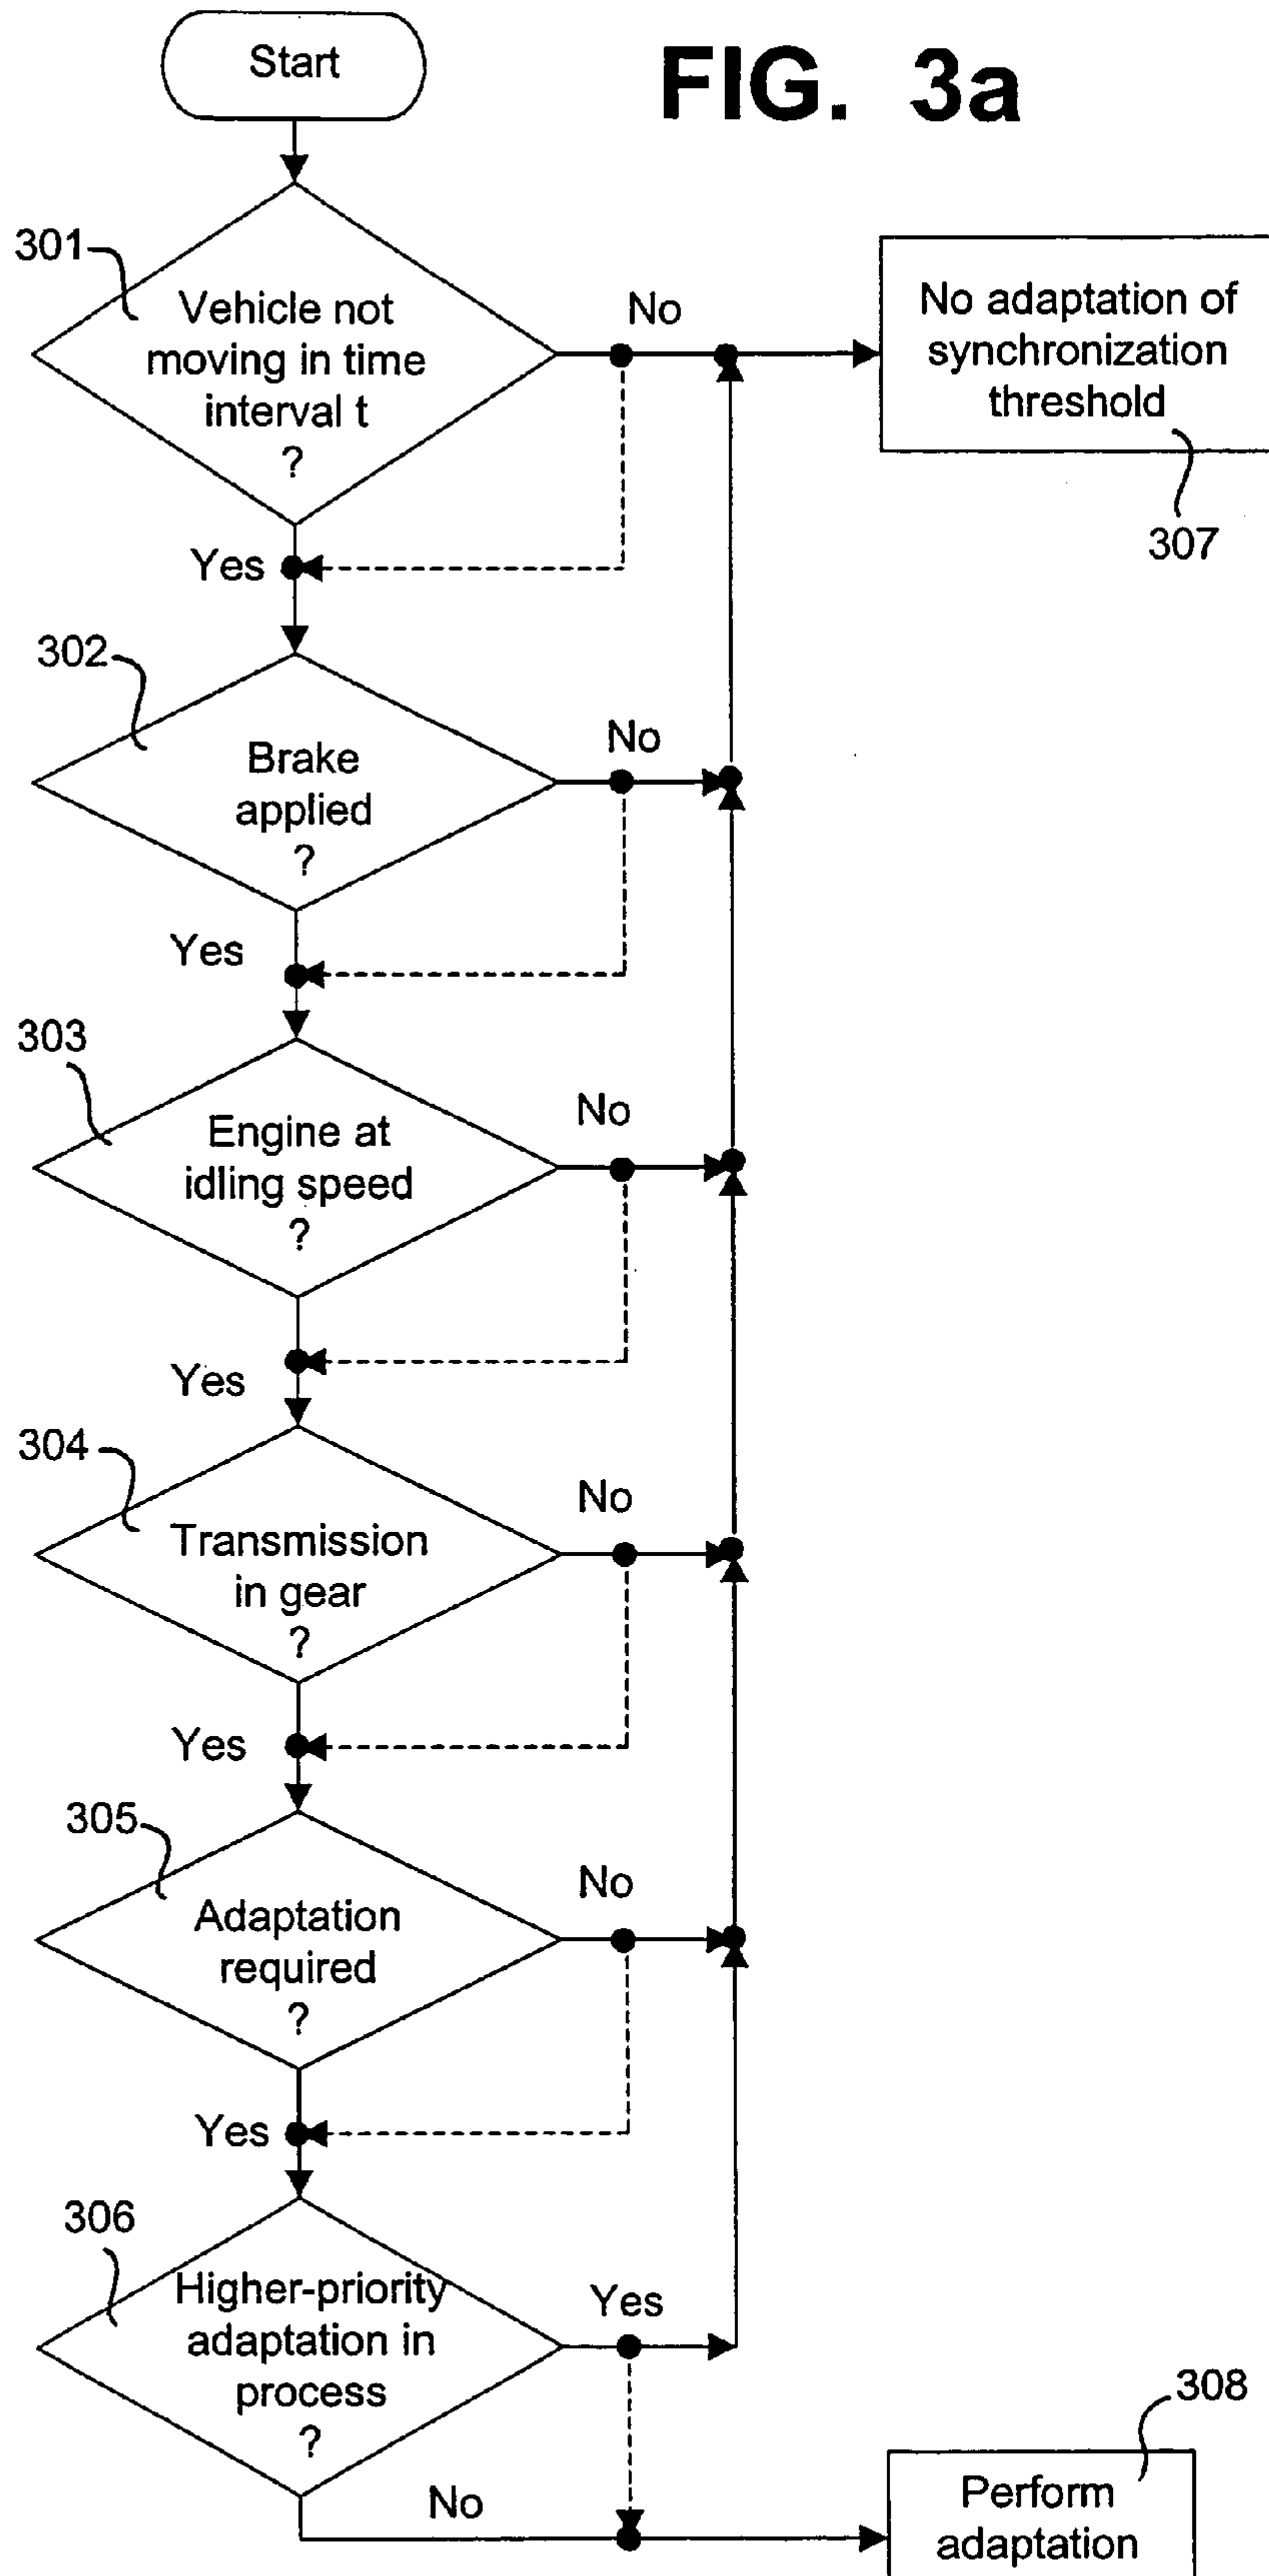 Start
FIG. 3a
301
Vehicle not
moving in time
interval t
?
No
No adaptation of
synchronization
threshold
307
Yes
302
Brake
applied
?
No
Yes
303
Engine at
idling speed
?
No
Yes
304
Transmission
in gear
?
No
Yes
305
Adaptation
required
?
No
Yes
306
Higher-priority
adaptation in
process
?
Yes
No
308
Perform
adaptation